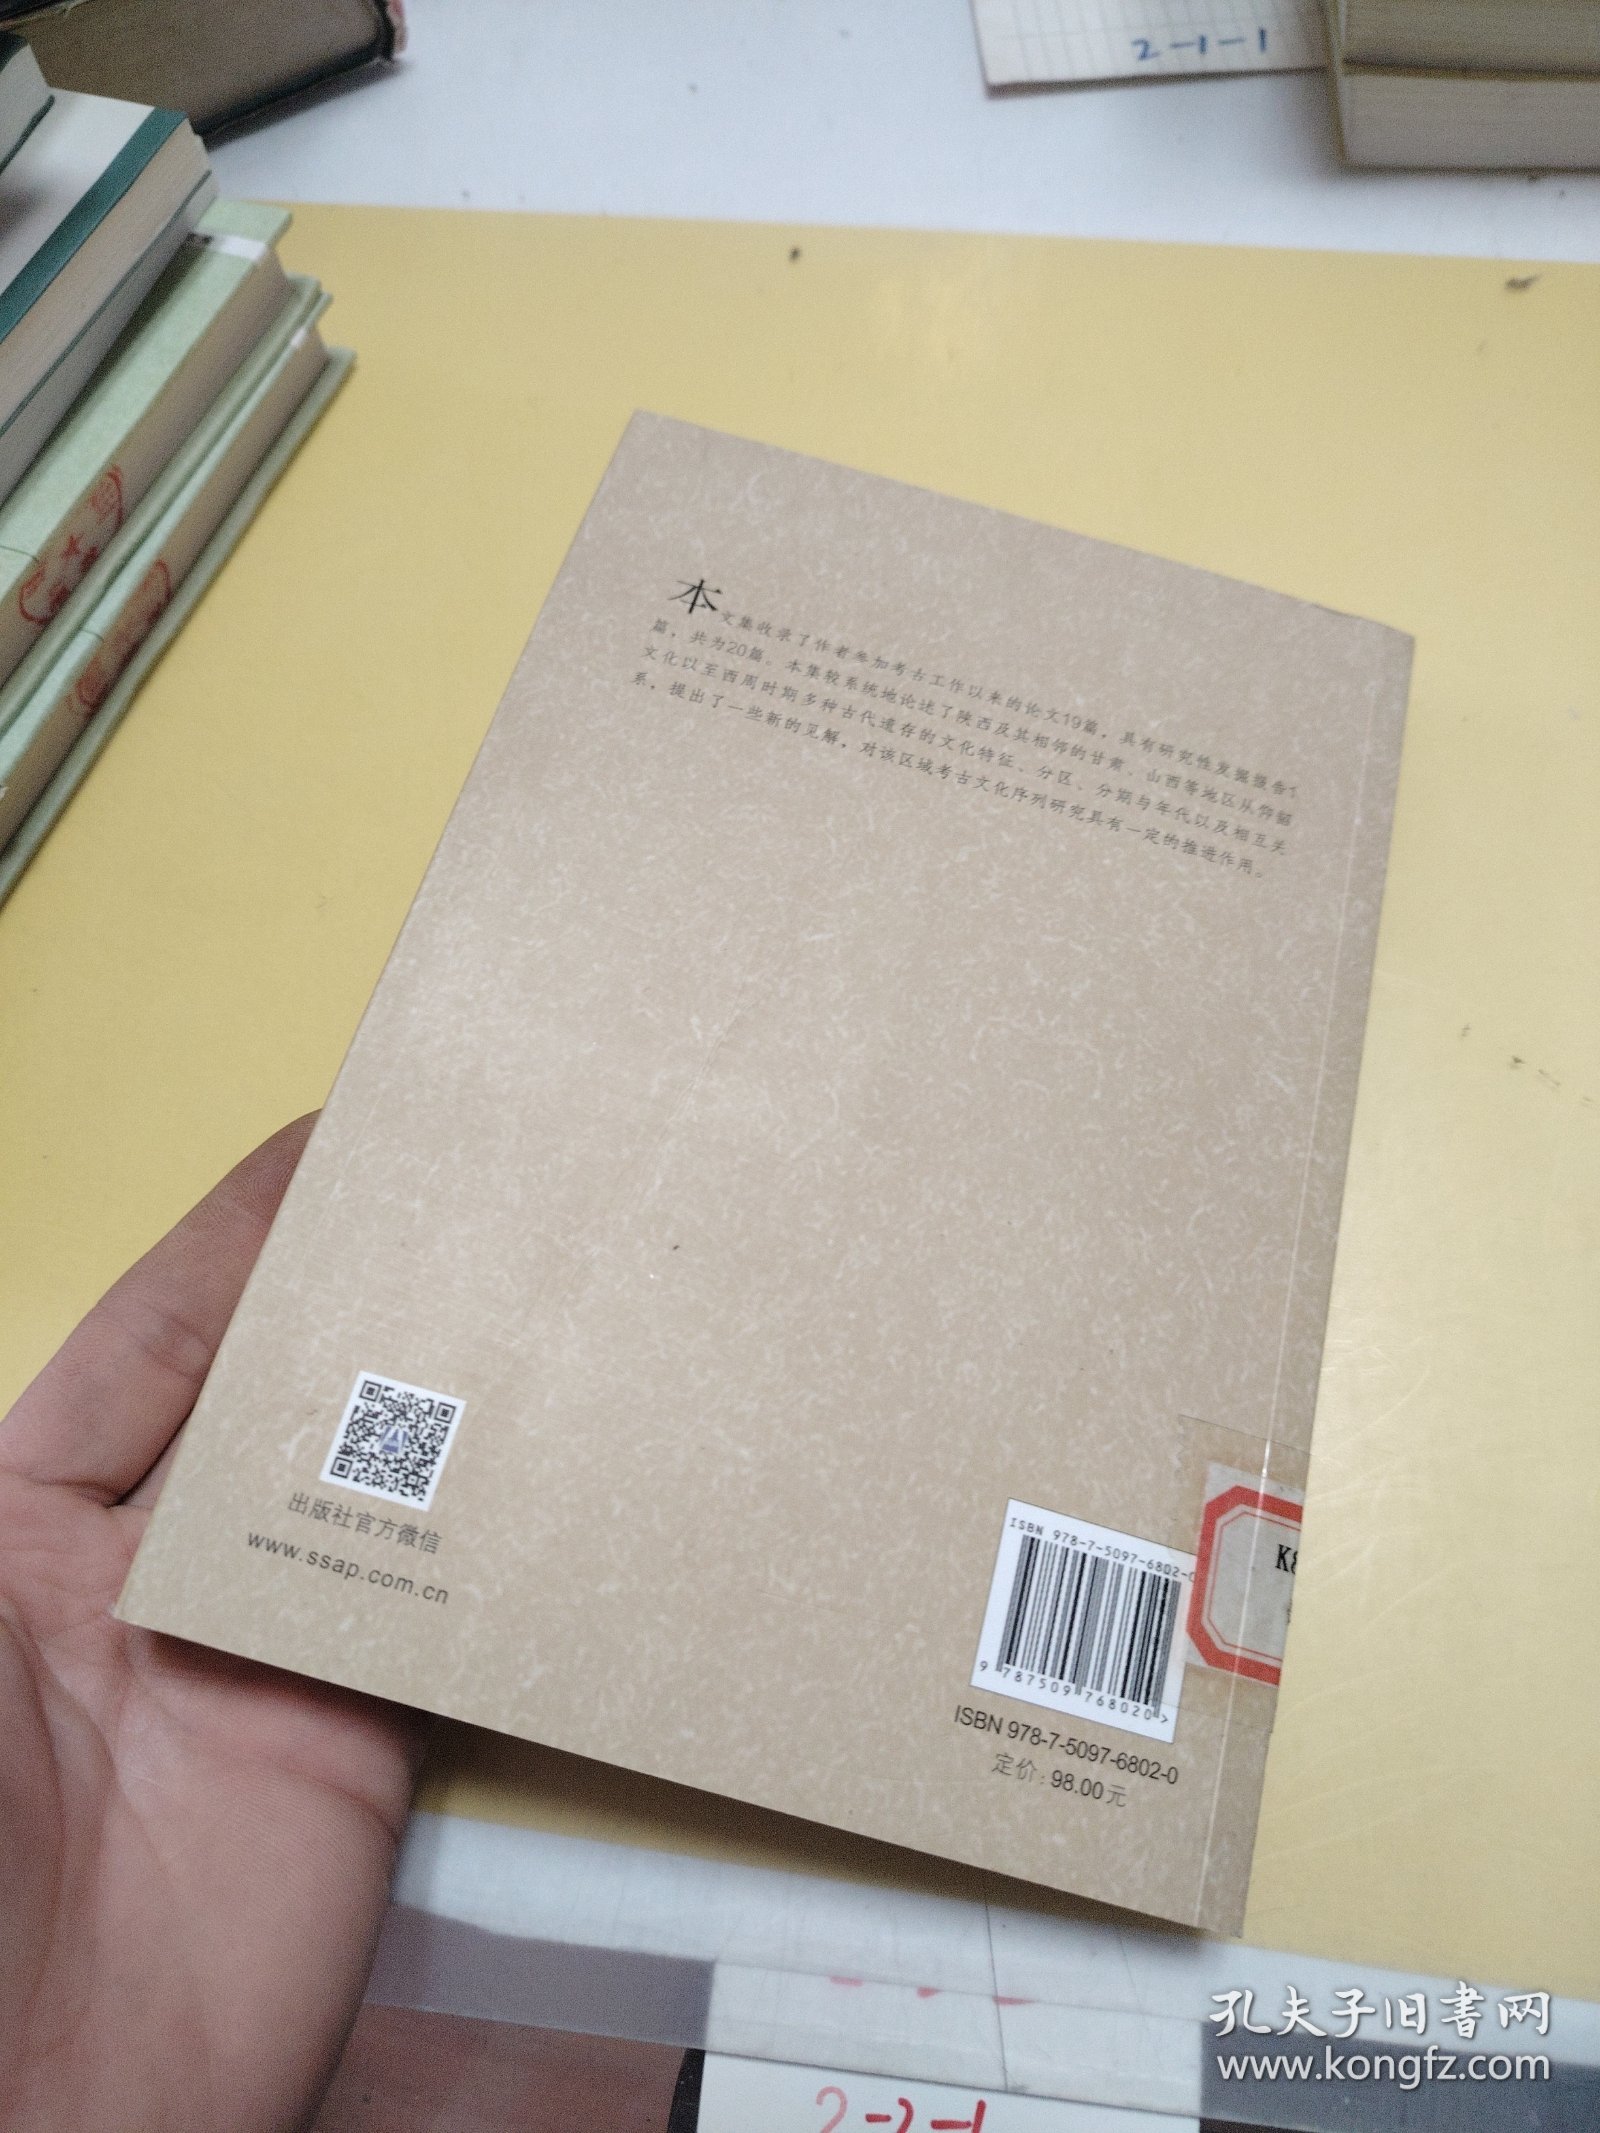 2-1-1
本文集收录了作者参加考古工作以来的论文19篇，具有研究性发掘报告1
篇，共为20篇。本集较系统地论述了陕西及其相邻的甘肃、山西等地区从仰韶
文化以至西周时期多种古代遗存的文化特征、分区、分期与年代以及相互关
系，提出了一些新的见解，对该区域考古文化序列研究具有一定的推进作用。
出版社官方微信
www.ssap.com.cn
ISBN 978-7-5097-6802-0
9 787509 768020 >
ISBN 978-7-5097-6802-0
定价：98.00元
K8
孔夫子旧书网
www.kongfz.com
2-2-1